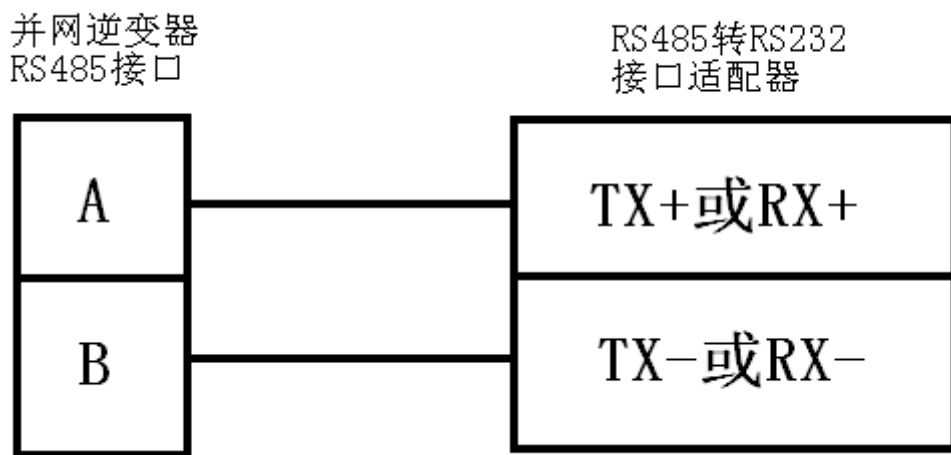 并网逆变器
RS485接口
RS485转RS232
接口适配器
A
TX+或RX+
B
TX-或RX-